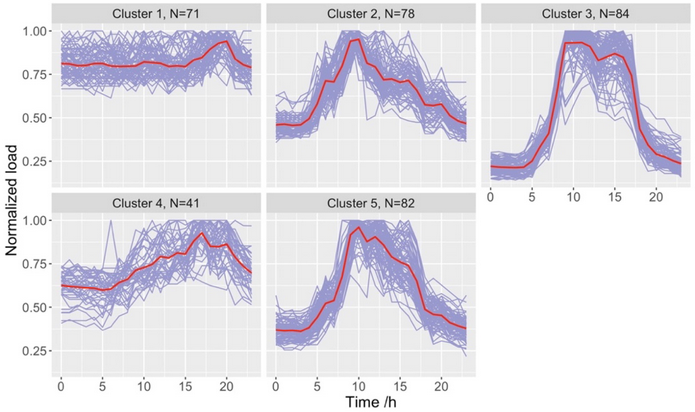 Cluster 1, N=71
Cluster 2, N=78
Cluster 3, N=84
1.00
0.75
0.50
0.25
0 5 10 15 20
Cluster 4, N=41
Cluster 5, N=82
1.00
0.75
0.50
0.25
0 5 10 15 20
0 5 10 15 20
Normalized load
Time /h